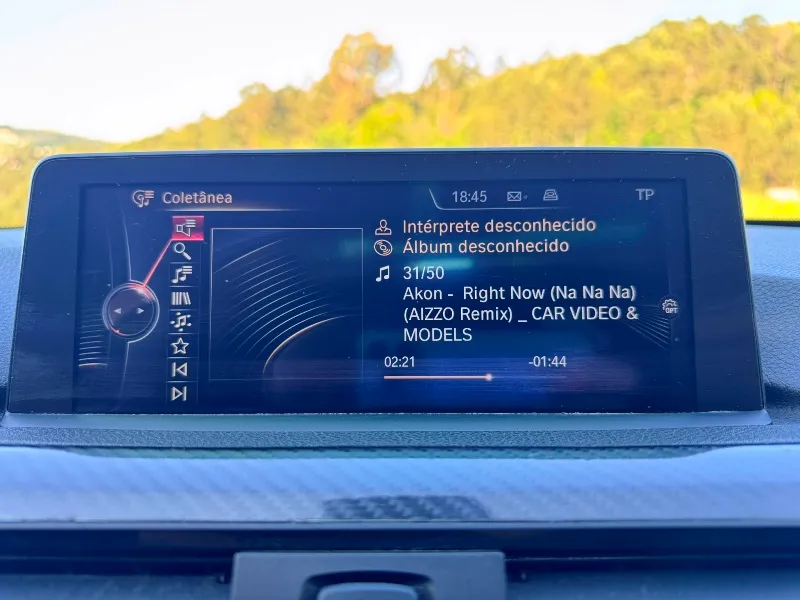 Coletânea
18:45
TP
Intérprete desconhecido
Álbum desconhecido
31/50
Akon - Right Now (Na Na Na)
(AIZZO Remix) _ CAR VIDEO &
MODELS
OPT
02:21
-01:44